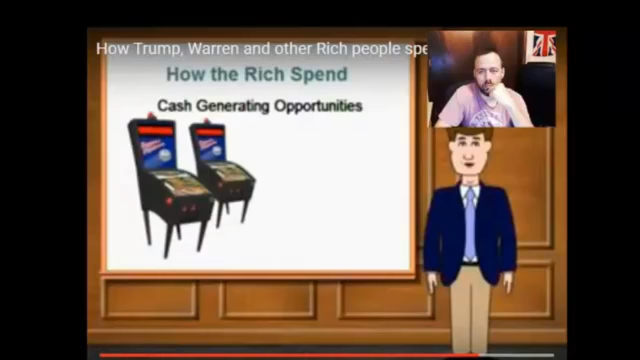 How Trump, Warren and other Rich people spe
How the Rich Spend
Cash Generating Opportunities